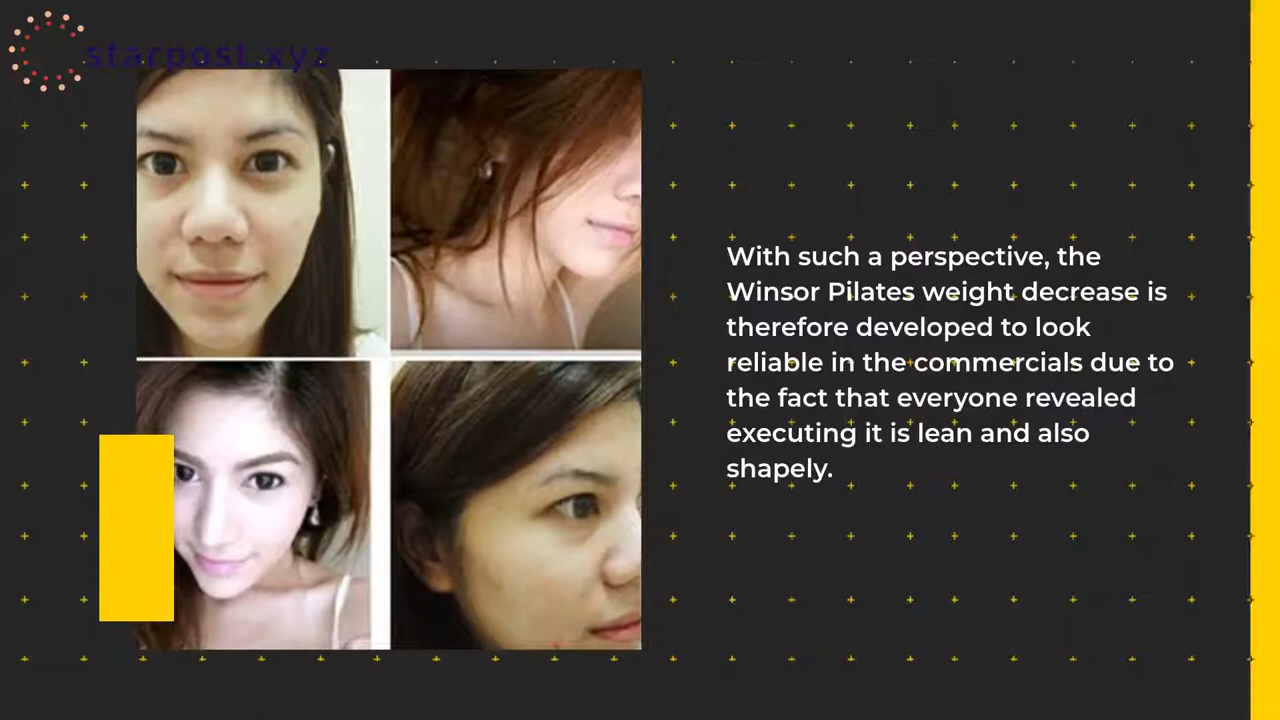 starpost.xyz
With such a perspective, the
Winsor Pilates weight decrease is
therefore developed to look
reliable in the commercials due to
the fact that everyone revealed
executing it is lean and also
shapely.